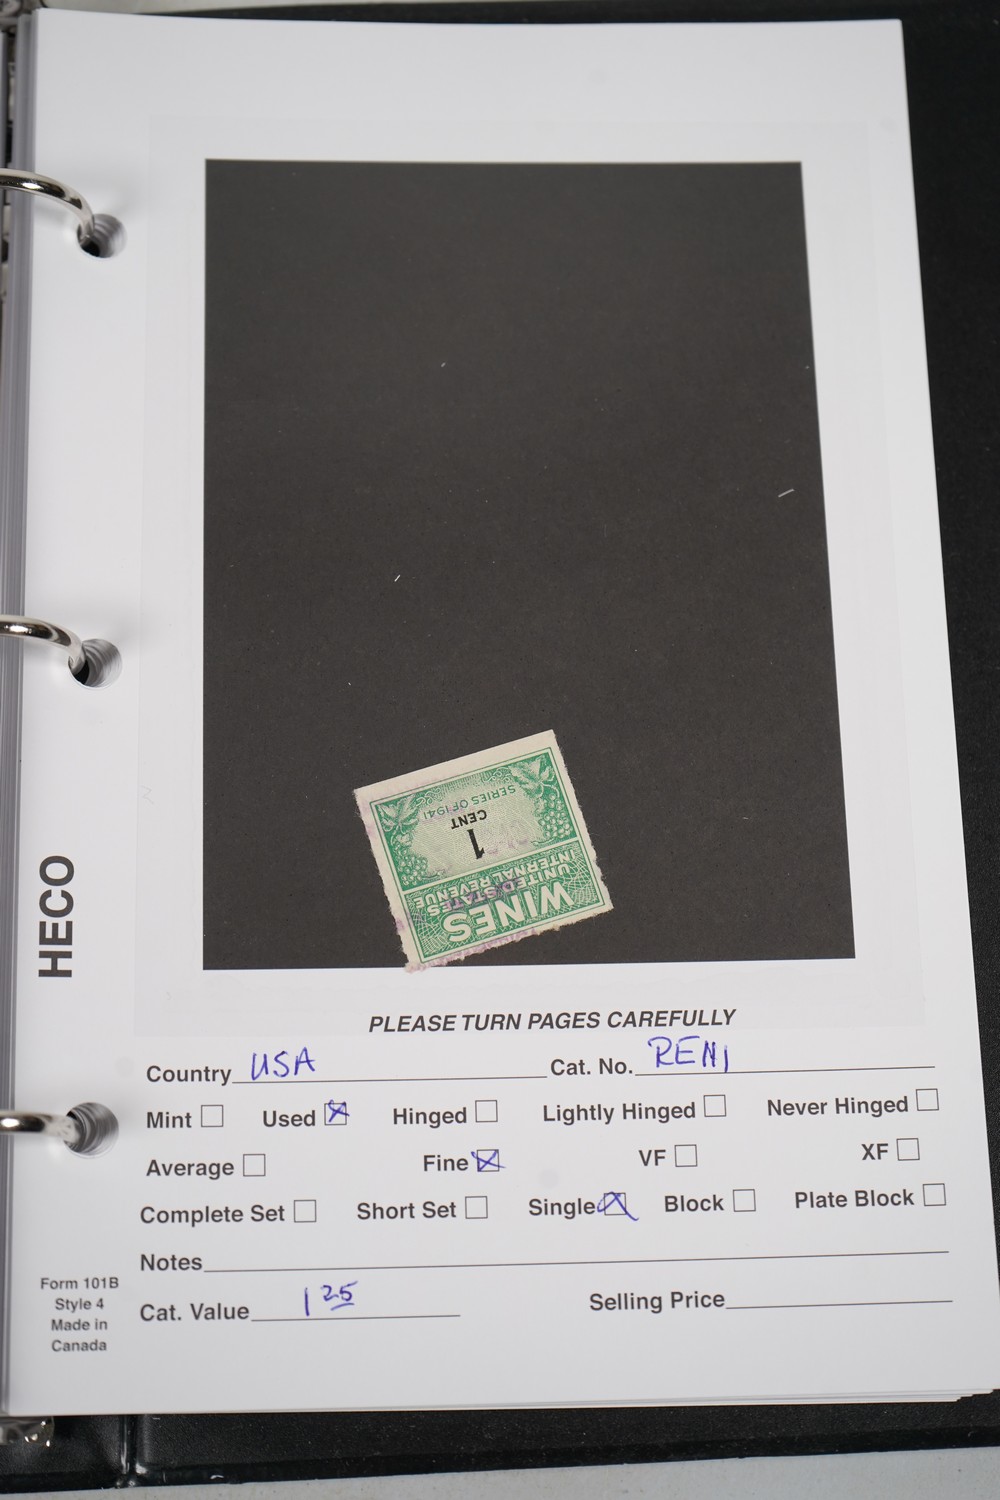 WINES
UNITED STATES
INTERNAL REVENUE
1
CENT
SERIES OF 1941
HECO
PLEASE TURN PAGES CAREFULLY
Country USA Cat. No. REN1
Mint Used Hinged Lightly Hinged Never Hinged
Average Fine VF XF
Complete Set Short Set Single Block Plate Block
Notes
Cat. Value 1 25 Selling Price
Form 101B
Style 4
Made in
Canada